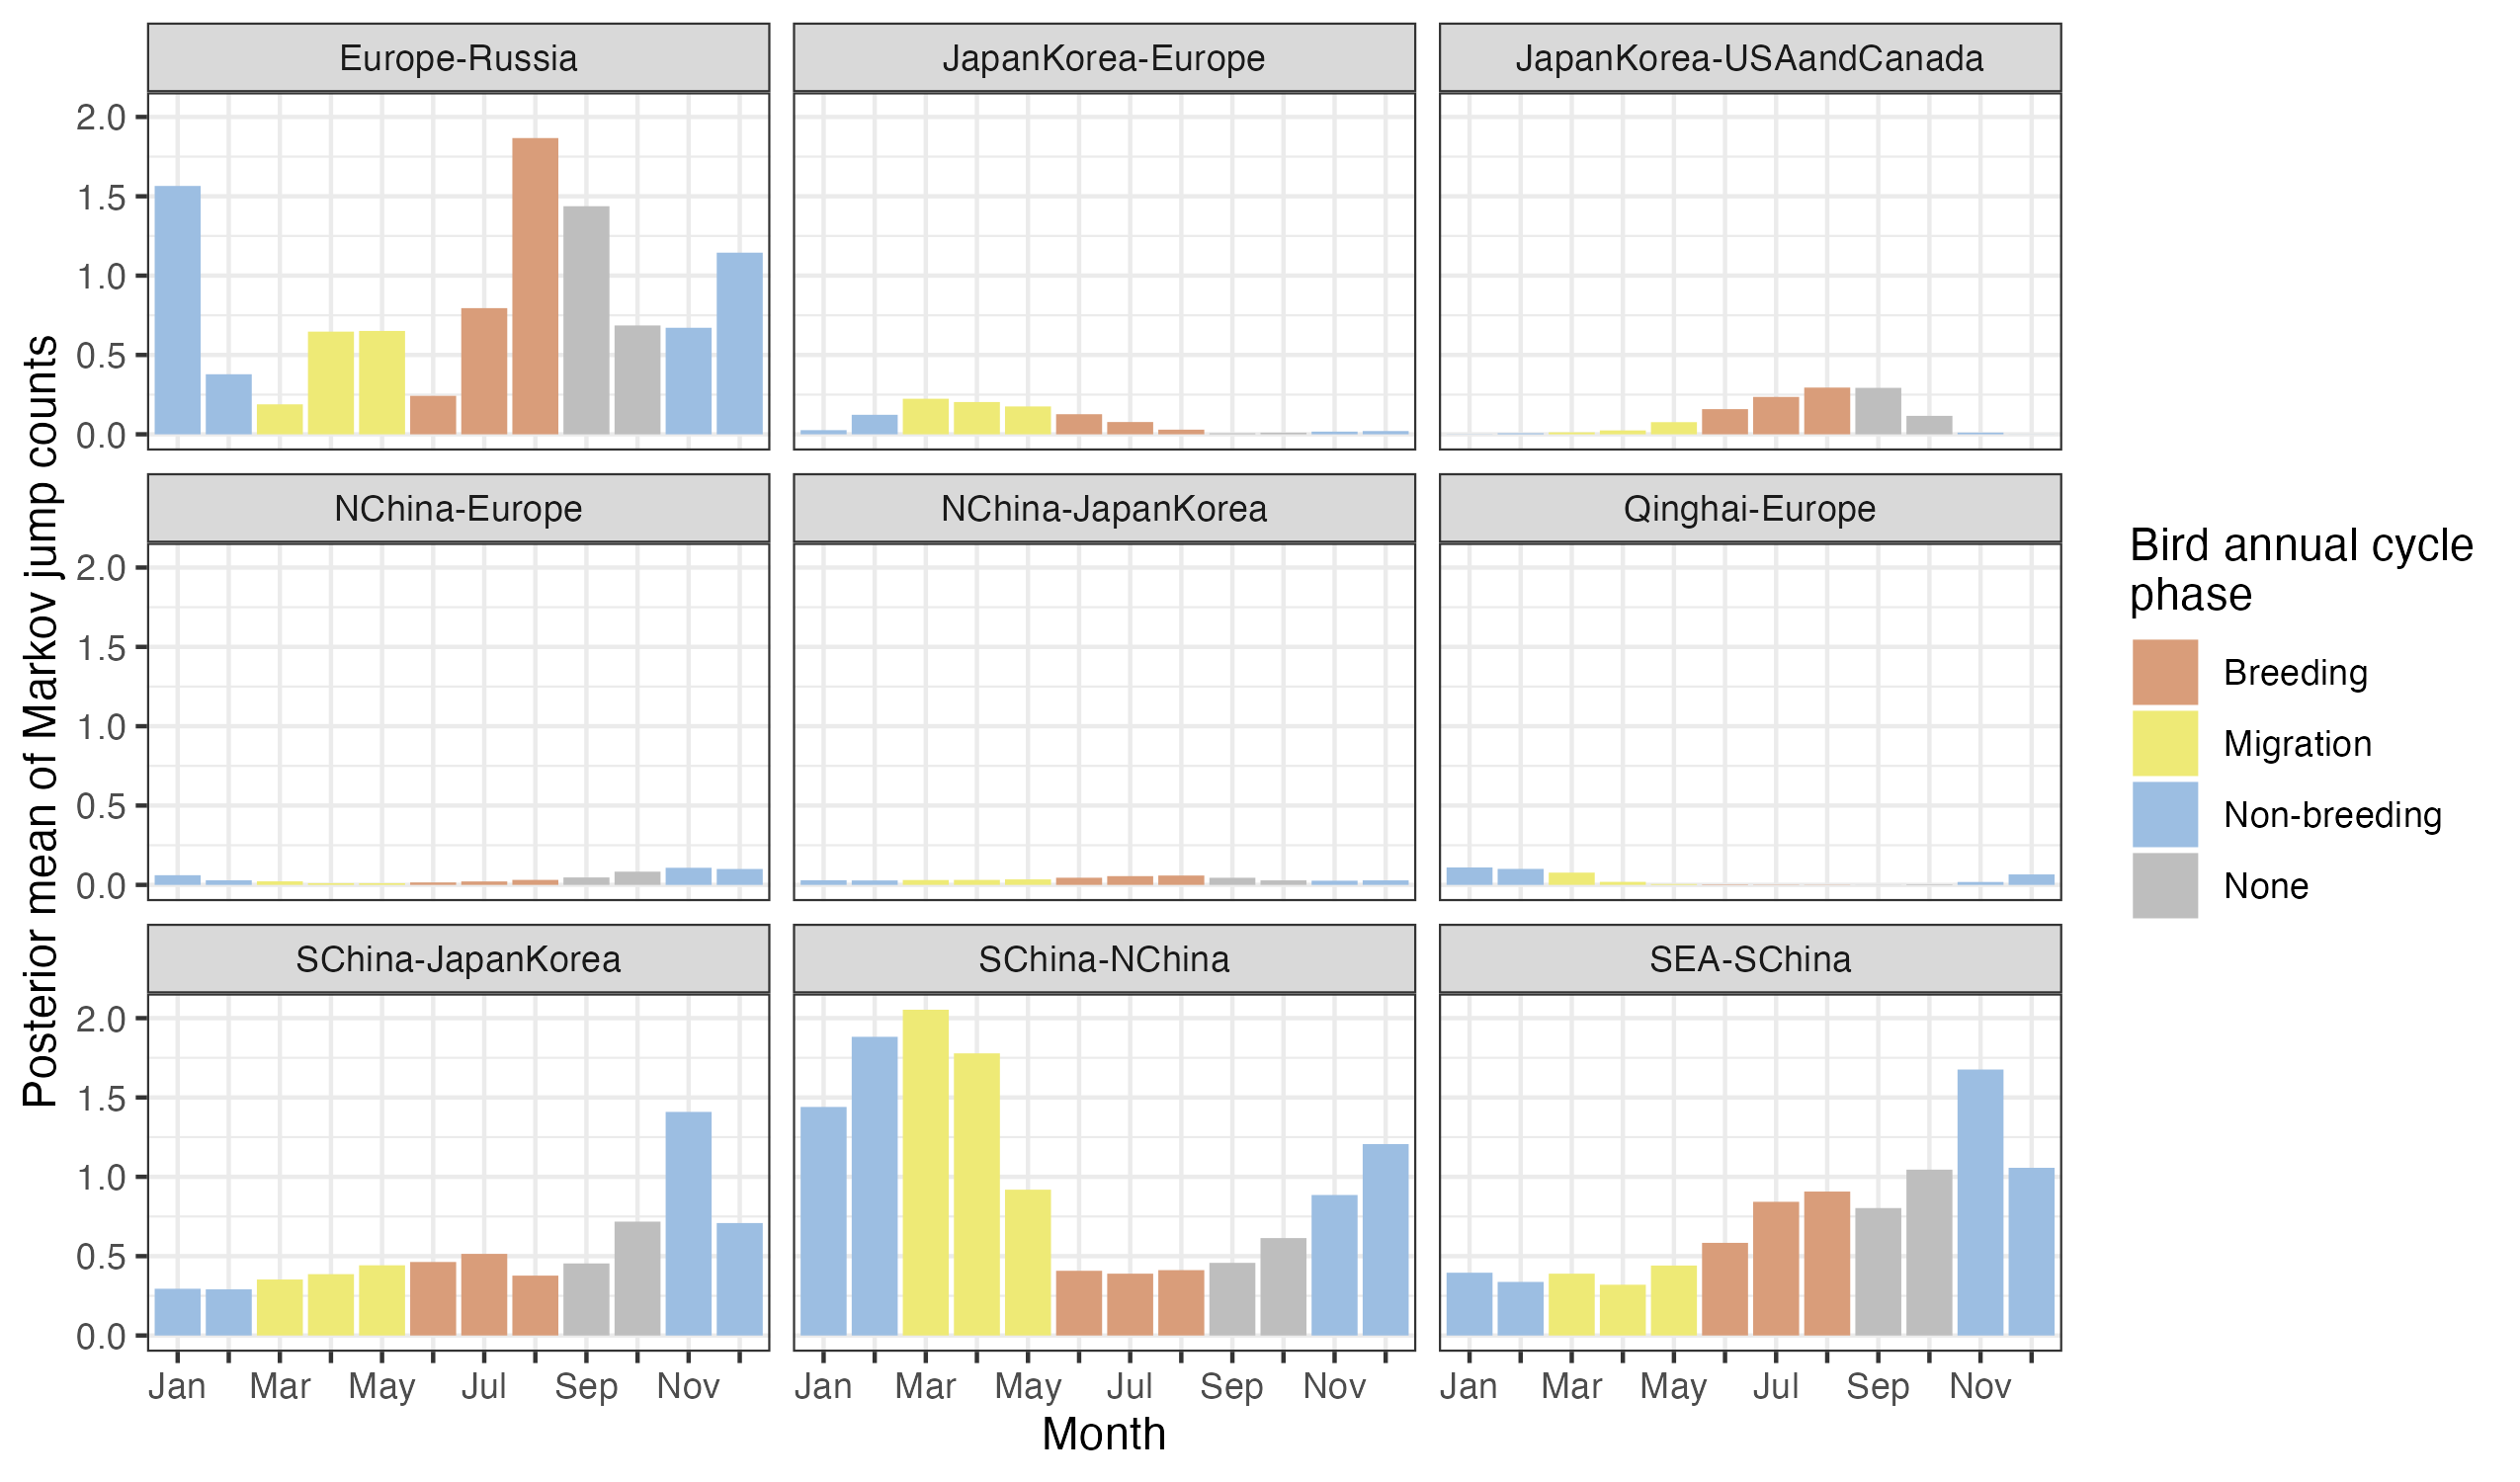 Europe-Russia
JapanKorea-Europe
JapanKorea-USAandCanada
2.0
1.5
1.0
0.5
0.0
NChina-Europe
NChina-JapanKorea
Qinghai-Europe
2.0
1.5
1.0
0.5
0.0
SChina-JapanKorea
SChina-NChina
SEA-SChina
2.0
1.5
1.0
0.5
0.0
Jan Mar May Jul Sep Nov
Jan Mar May Jul Sep Nov
Jan Mar May Jul Sep Nov
Month
Posterior mean of Markov jump counts
Bird annual cycle
phase
Breeding
Migration
Non-breeding
None